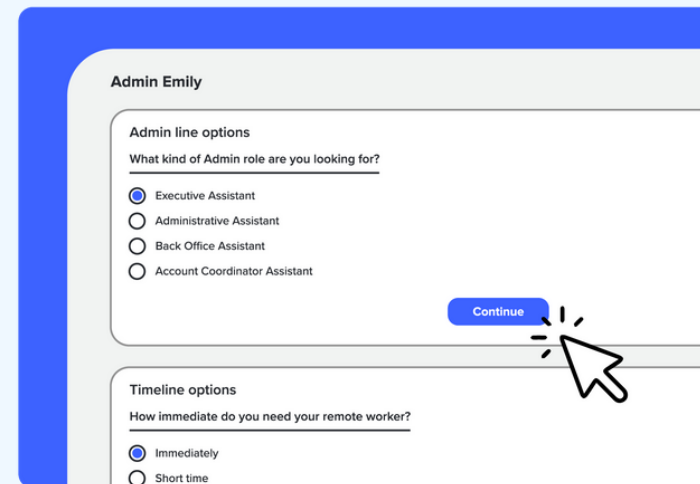 Admin Emily
Admin line options
What kind of Admin role are you looking for?
Executive Assistant
Administrative Assistant
Back Office Assistant
Account Coordinator Assistant
Continue
Timeline options
How immediate do you need your remote worker?
Immediately
Short time